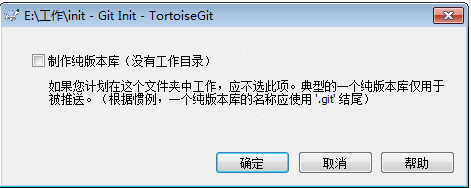 E:\工作\init - Git Init - TortoiseGit
制作纯版本库（没有工作目录）
如果您计划在这个文件夹中工作，应不选此项。典型的一个纯版本库仅用于
被推送。（根据惯例，一个纯版本库的名称应使用 '.git' 结尾）
确定 取消 帮助